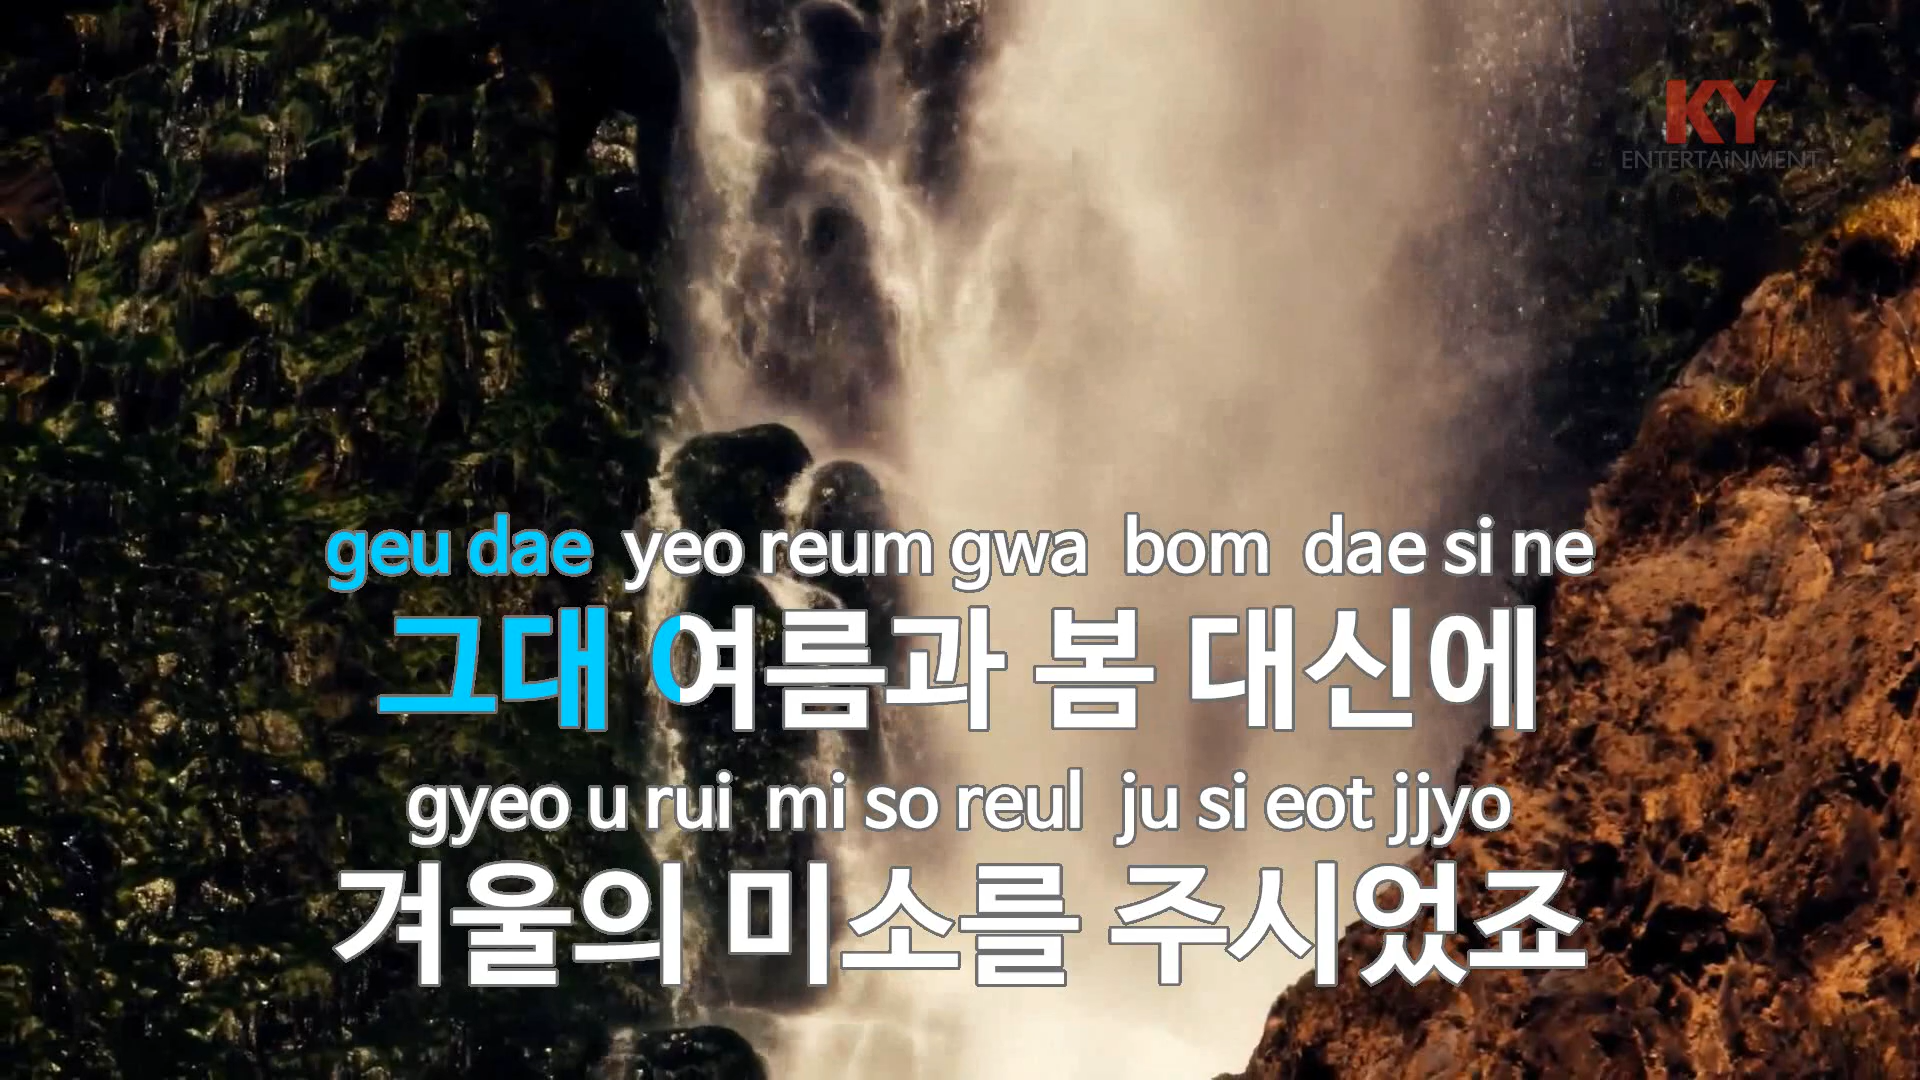 KY
ENTERTAiNMENT
geu dae yeo reum gwa bom dae si ne
그대 여름과 봄 대신에
gyeo u rui mi so reul ju si eot jjyo
겨울의 미소를 주시었죠